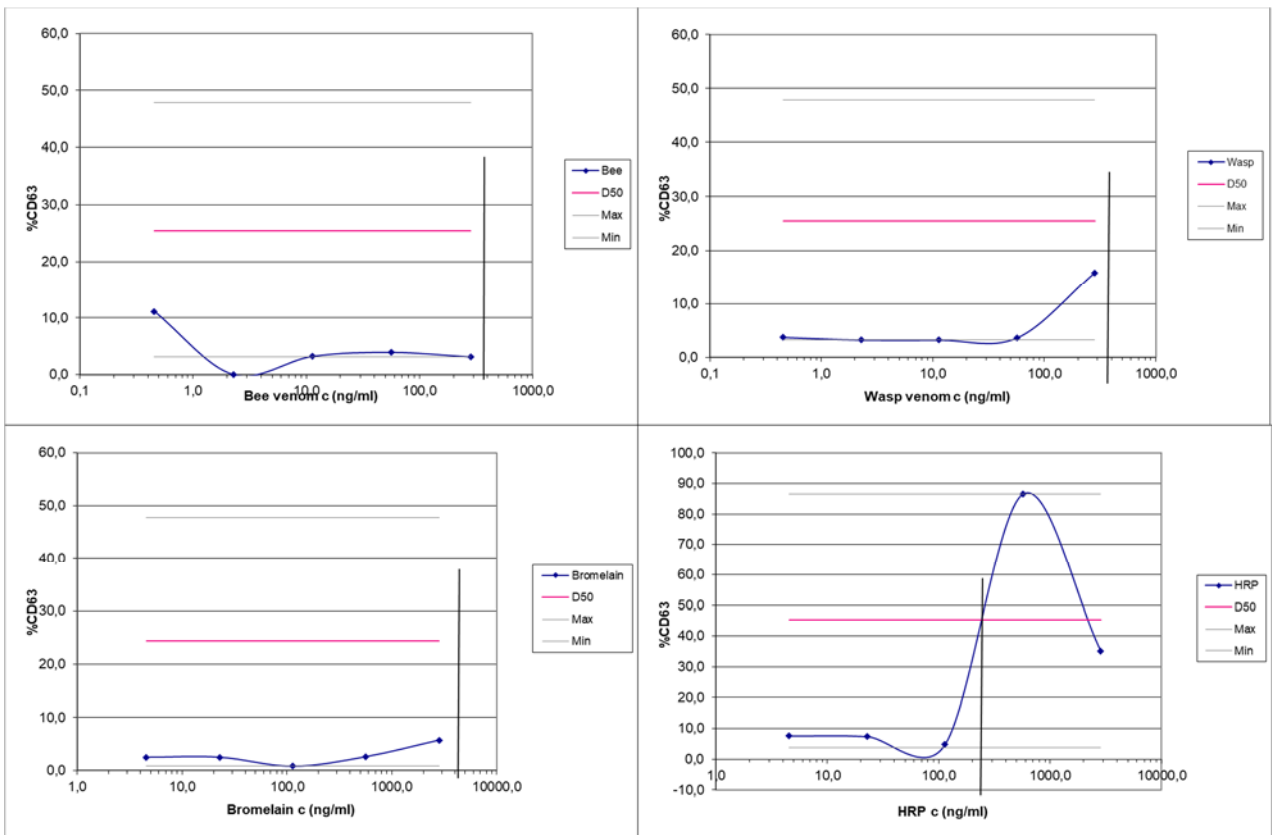 60,0
50,0
40,0
30,0
20,0
10,0
0,0
%CD63
0,1
1,0
10,0
100,0
1000,0
Bee venom c (ng/ml)
Bee
D50
Max
Min
60,0
50,0
40,0
30,0
20,0
10,0
0,0
%CD63
0,1
1,0
10,0
100,0
1000,0
Wasp venom c (ng/ml)
Wasp
D50
Max
Min
60,0
50,0
40,0
30,0
20,0
10,0
0,0
%CD63
1,0
10,0
100,0
1000,0
10000,0
Bromelain c (ng/ml)
Bromelain
D50
Max
Min
100,0
90,0
80,0
70,0
60,0
50,0
40,0
30,0
20,0
10,0
0,0
-10,0
%CD63
1,0
10,0
100,0
1000,0
10000,0
HRP c (ng/ml)
HRP
D50
Max
Min